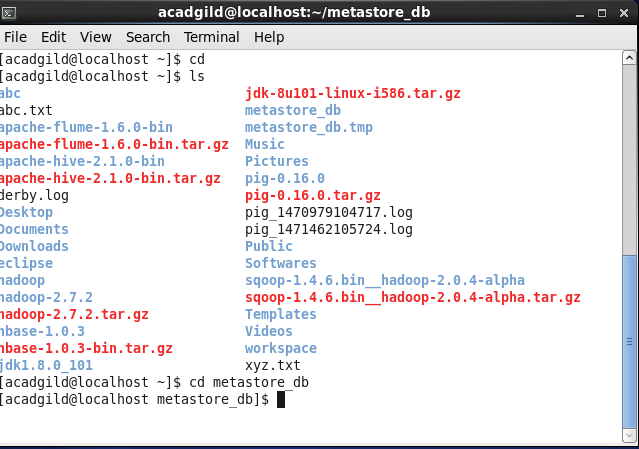 acadgild@localhost:~/metastore_db
File Edit View Search Terminal Help
[acadgild@localhost ~]$ cd
[acadgild@localhost ~]$ ls
abc jdk-8u101-linux-i586.tar.gz
abc.txt metastore_db
apache-flume-1.6.0-bin metastore_db.tmp
apache-flume-1.6.0-bin.tar.gz Music
apache-hive-2.1.0-bin Pictures
apache-hive-2.1.0-bin.tar.gz pig-0.16.0
derby.log pig-0.16.0.tar.gz
Desktop pig_1470979104717.log
Documents pig_1471462105724.log
Downloads Public
eclipse Softwares
hadoop sqoop-1.4.6.bin__hadoop-2.0.4-alpha
hadoop-2.7.2 sqoop-1.4.6.bin__hadoop-2.0.4-alpha.tar.gz
hadoop-2.7.2.tar.gz Templates
hbase-1.0.3 Videos
hbase-1.0.3-bin.tar.gz workspace
jdk1.8.0_101 xyz.txt
[acadgild@localhost ~]$ cd metastore_db
[acadgild@localhost metastore_db]$